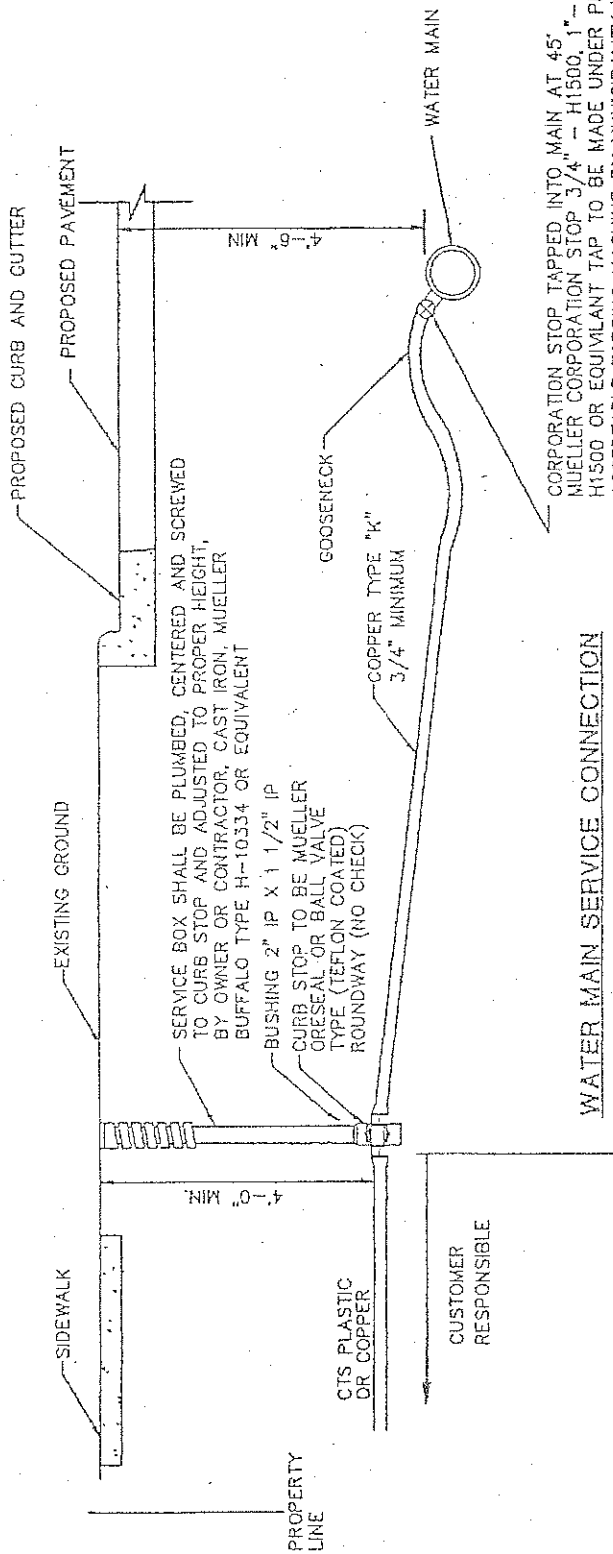 PROPOSED CURB AND GUTTER
PROPOSED PAVEMENT
EXISTING GROUND
SIDEWALK
PROPERTY
LINE
SERVICE BOX SHALL BE PLUMBED, CENTERED AND SCREWED
TO CURB STOP AND ADJUSTED TO PROPER HEIGHT,
BY OWNER OR CONTRACTOR, CAST IRON, MUELLER
BUFFALO TYPE H-10334 OR EQUIVALENT
BUSHING 2" IP X 1 1/2" IP
CURB STOP TO BE MUELLER
ORESEAL OR BALL VALVE
TYPE (TEFLON COATED)
ROUNDWAY (NO CHECK)
4'-0" MIN.
4'-6" MIN
WATER MAIN
GOOSENECK
COPPER TYPE "K"
3/4" MINIMUM
CTS PLASTIC
OR COPPER
CUSTOMER
RESPONSIBLE
CORPORATION STOP TAPPED INTO MAIN AT 45°
MUELLER CORPORATION STOP 3/4" - H1500, 1"-
H1500 OR EQUIVLANT TAP TO BE MADE UNDER
WATER MAIN SERVICE CONNECTION